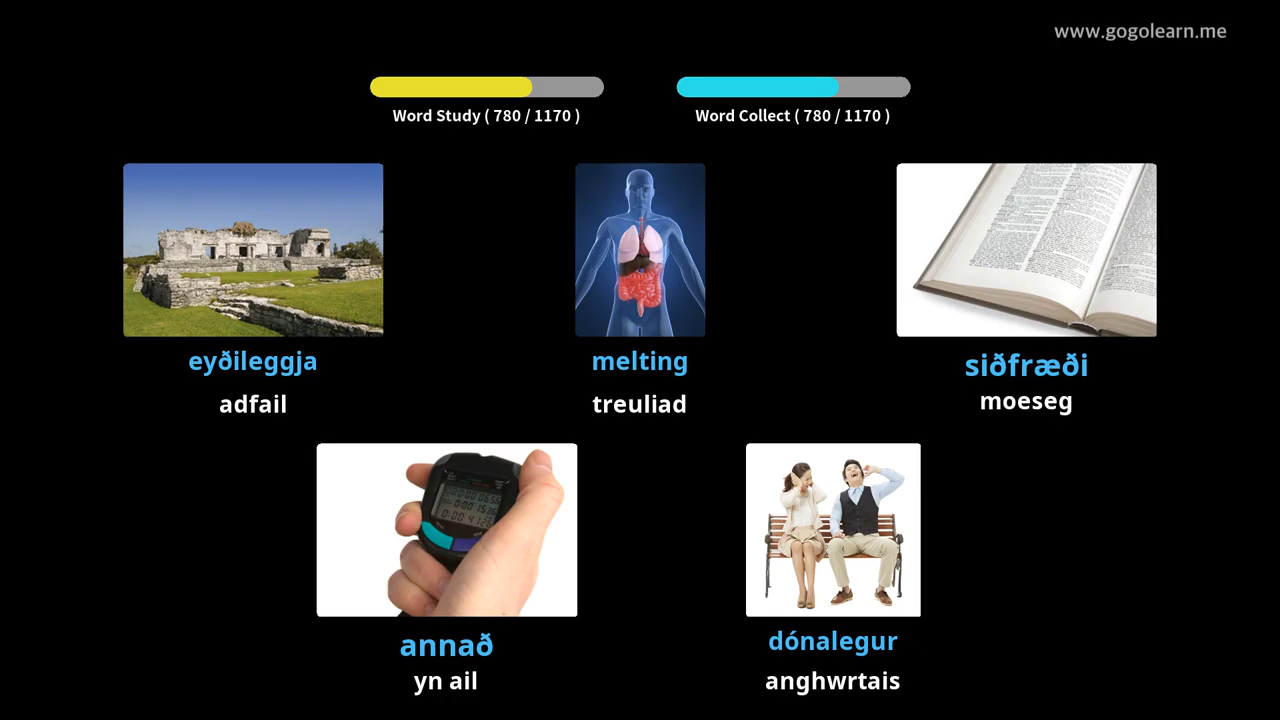 www.gogolearn.me
Word Study ( 780 / 1170 )
Word Collect ( 780 / 1170 )
eyðileggja
adfail
melting
treuliad
siðfræði
moeseg
annað
yn ail
dónalegur
anghwrtais